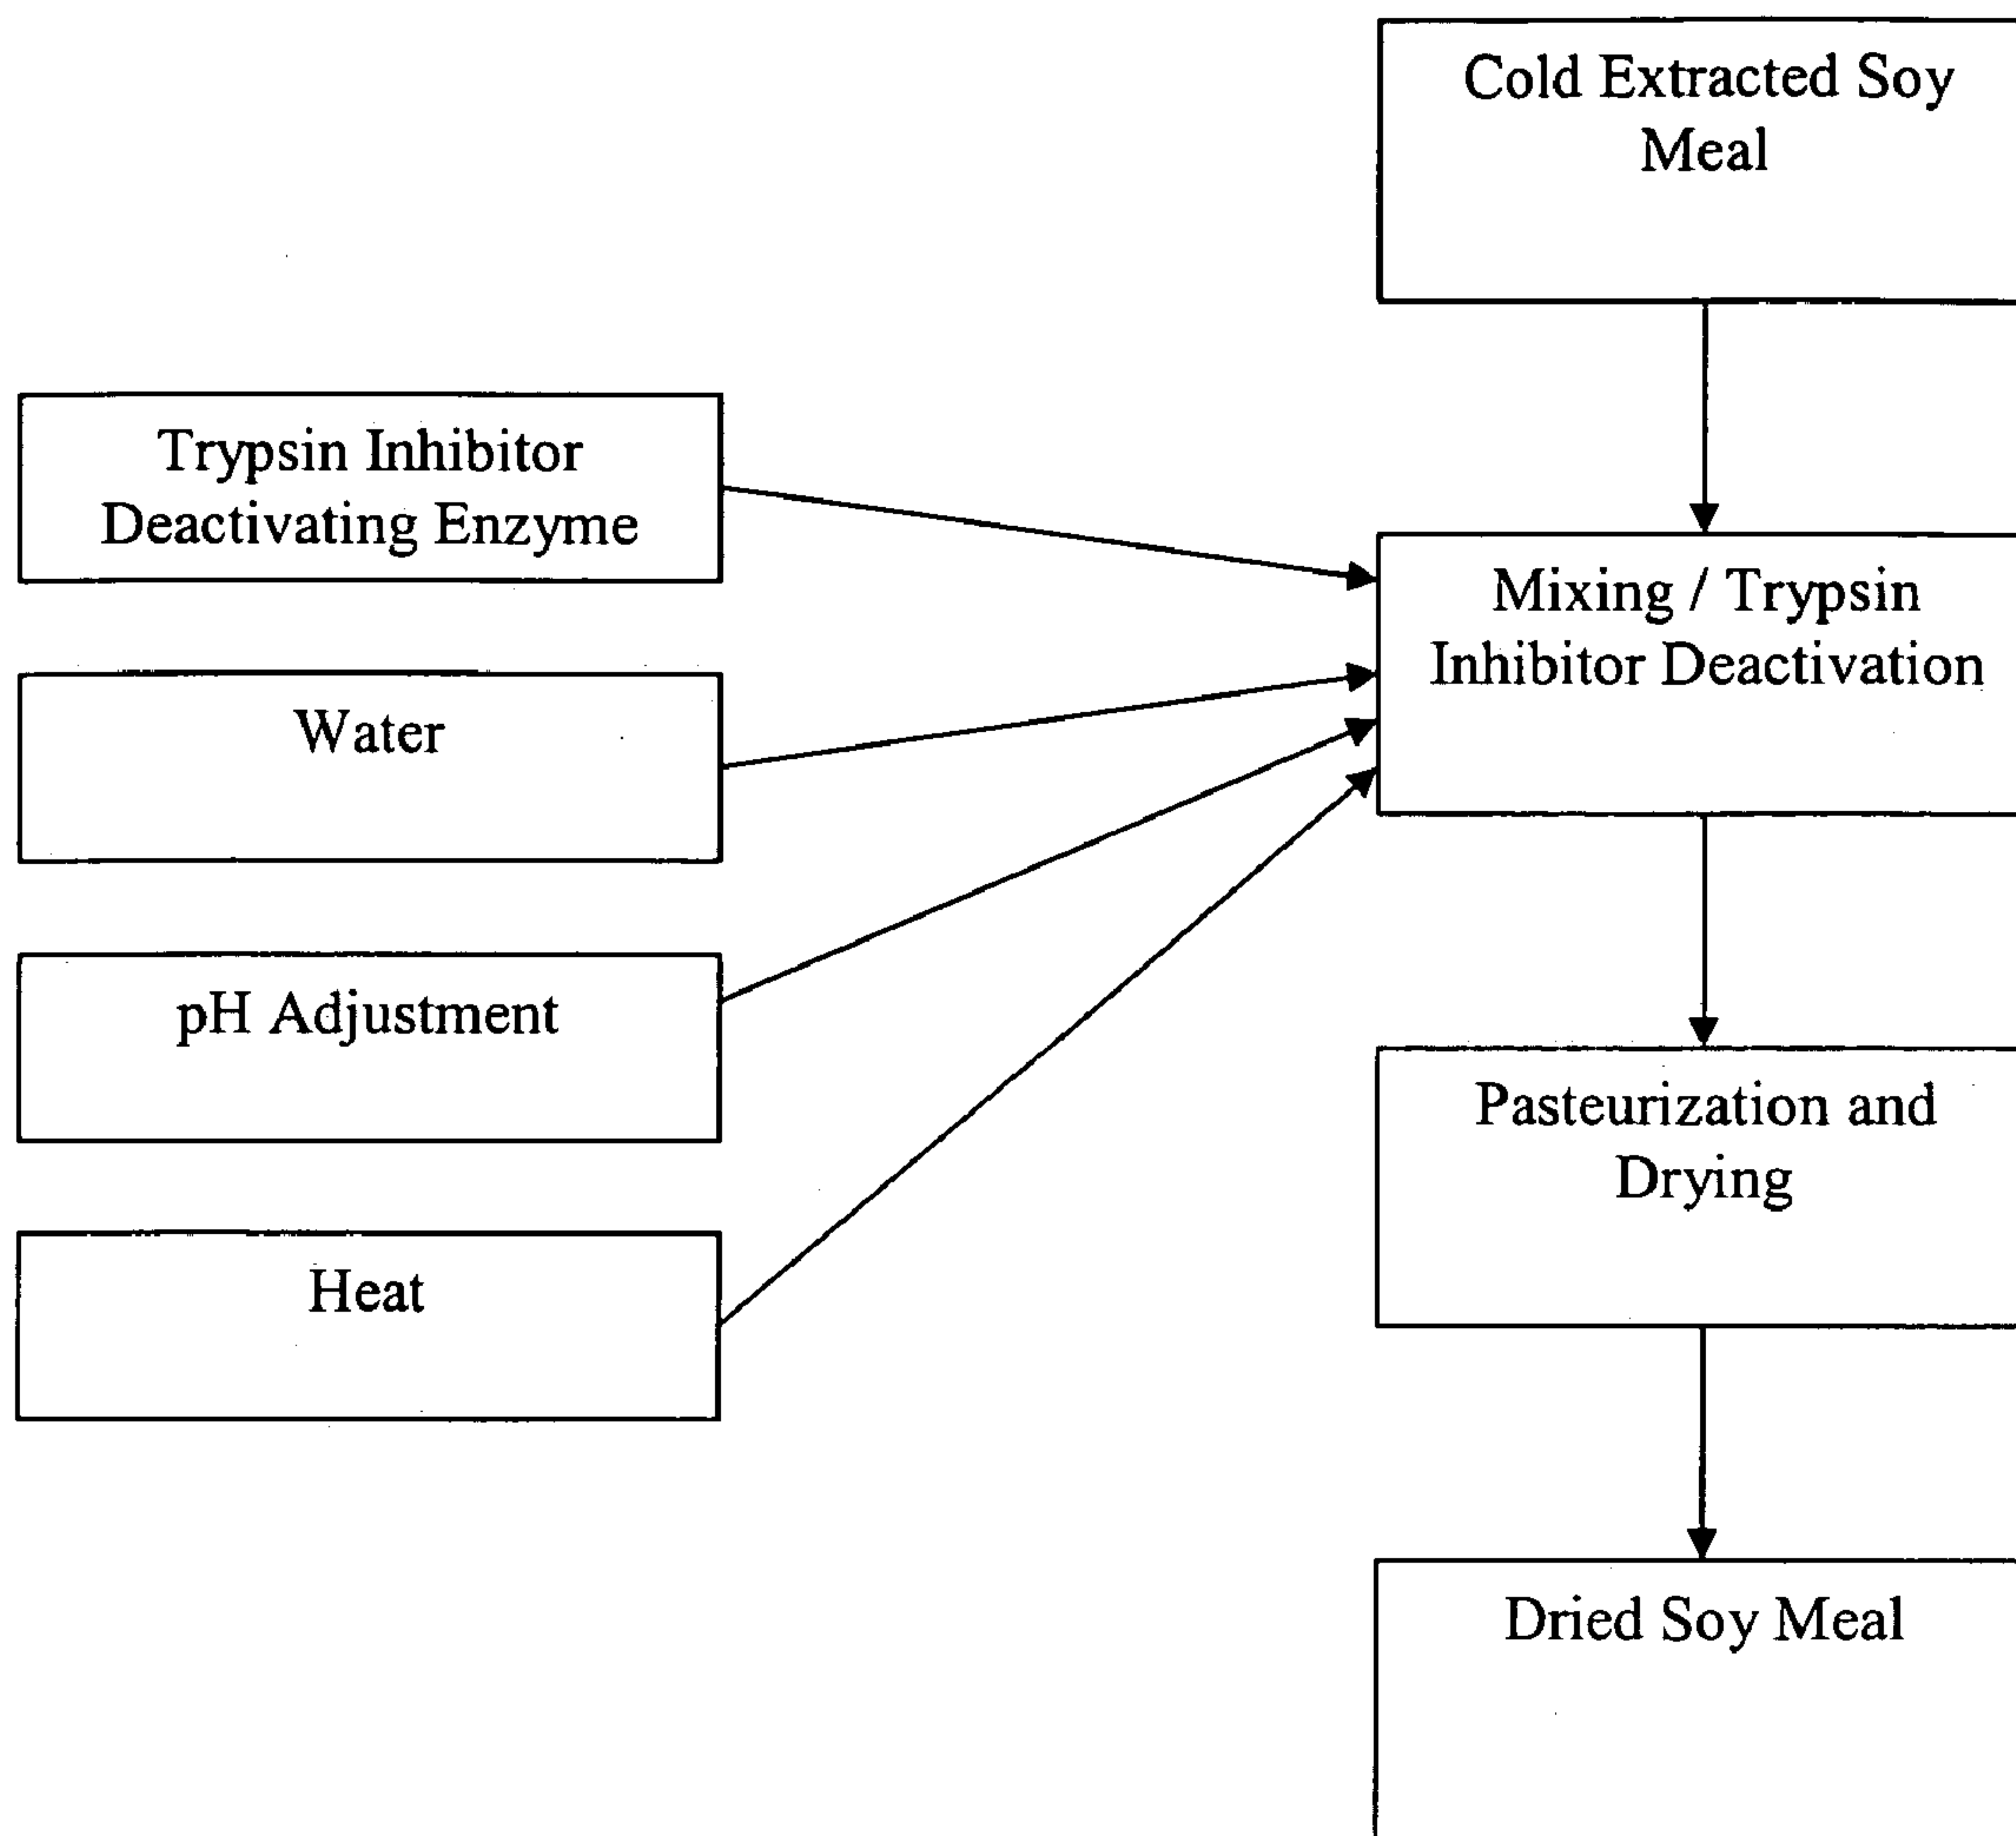 Cold Extracted Soy
Meal
Trypsin Inhibitor
Deactivating Enzyme
Mixing / Trypsin
Inhibitor Deactivation
Water
pH Adjustment
Pasteurization and
Drying
Heat
Dried Soy Meal